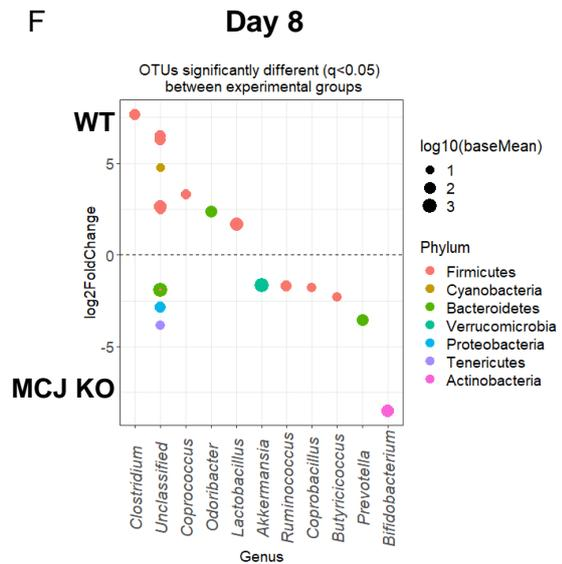 F
Day 8
OTUs significantly different (q<0.05)
between experimental groups
WT
MCJ KO
log2FoldChange
5
0
-5
Clostridium
Unclassified
Coprococcus
Odoribacter
Lactobacillus
Akkermansia
Ruminococcus
Coprobacillus
Butyricicoccus
Prevotella
Bifidobacterium
Genus
log10(baseMean)
1
2
3
Phylum
Firmicutes
Cyanobacteria
Bacteroidetes
Verrucomicrobia
Proteobacteria
Tenericutes
Actinobacteria